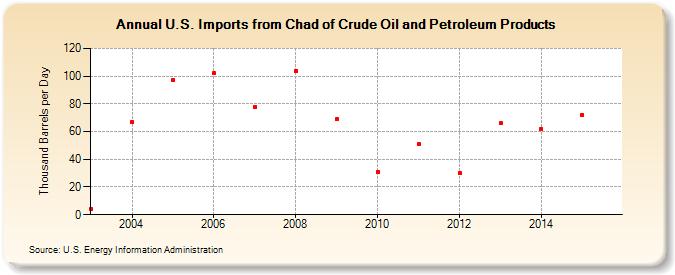 Annual U.S. Imports from Chad of Crude Oil and Petroleum Products
Thousand Barrels per Day
120
100
80
60
40
20
0
2004 2006 2008 2010 2012 2014
Source: U.S. Energy Information Administration